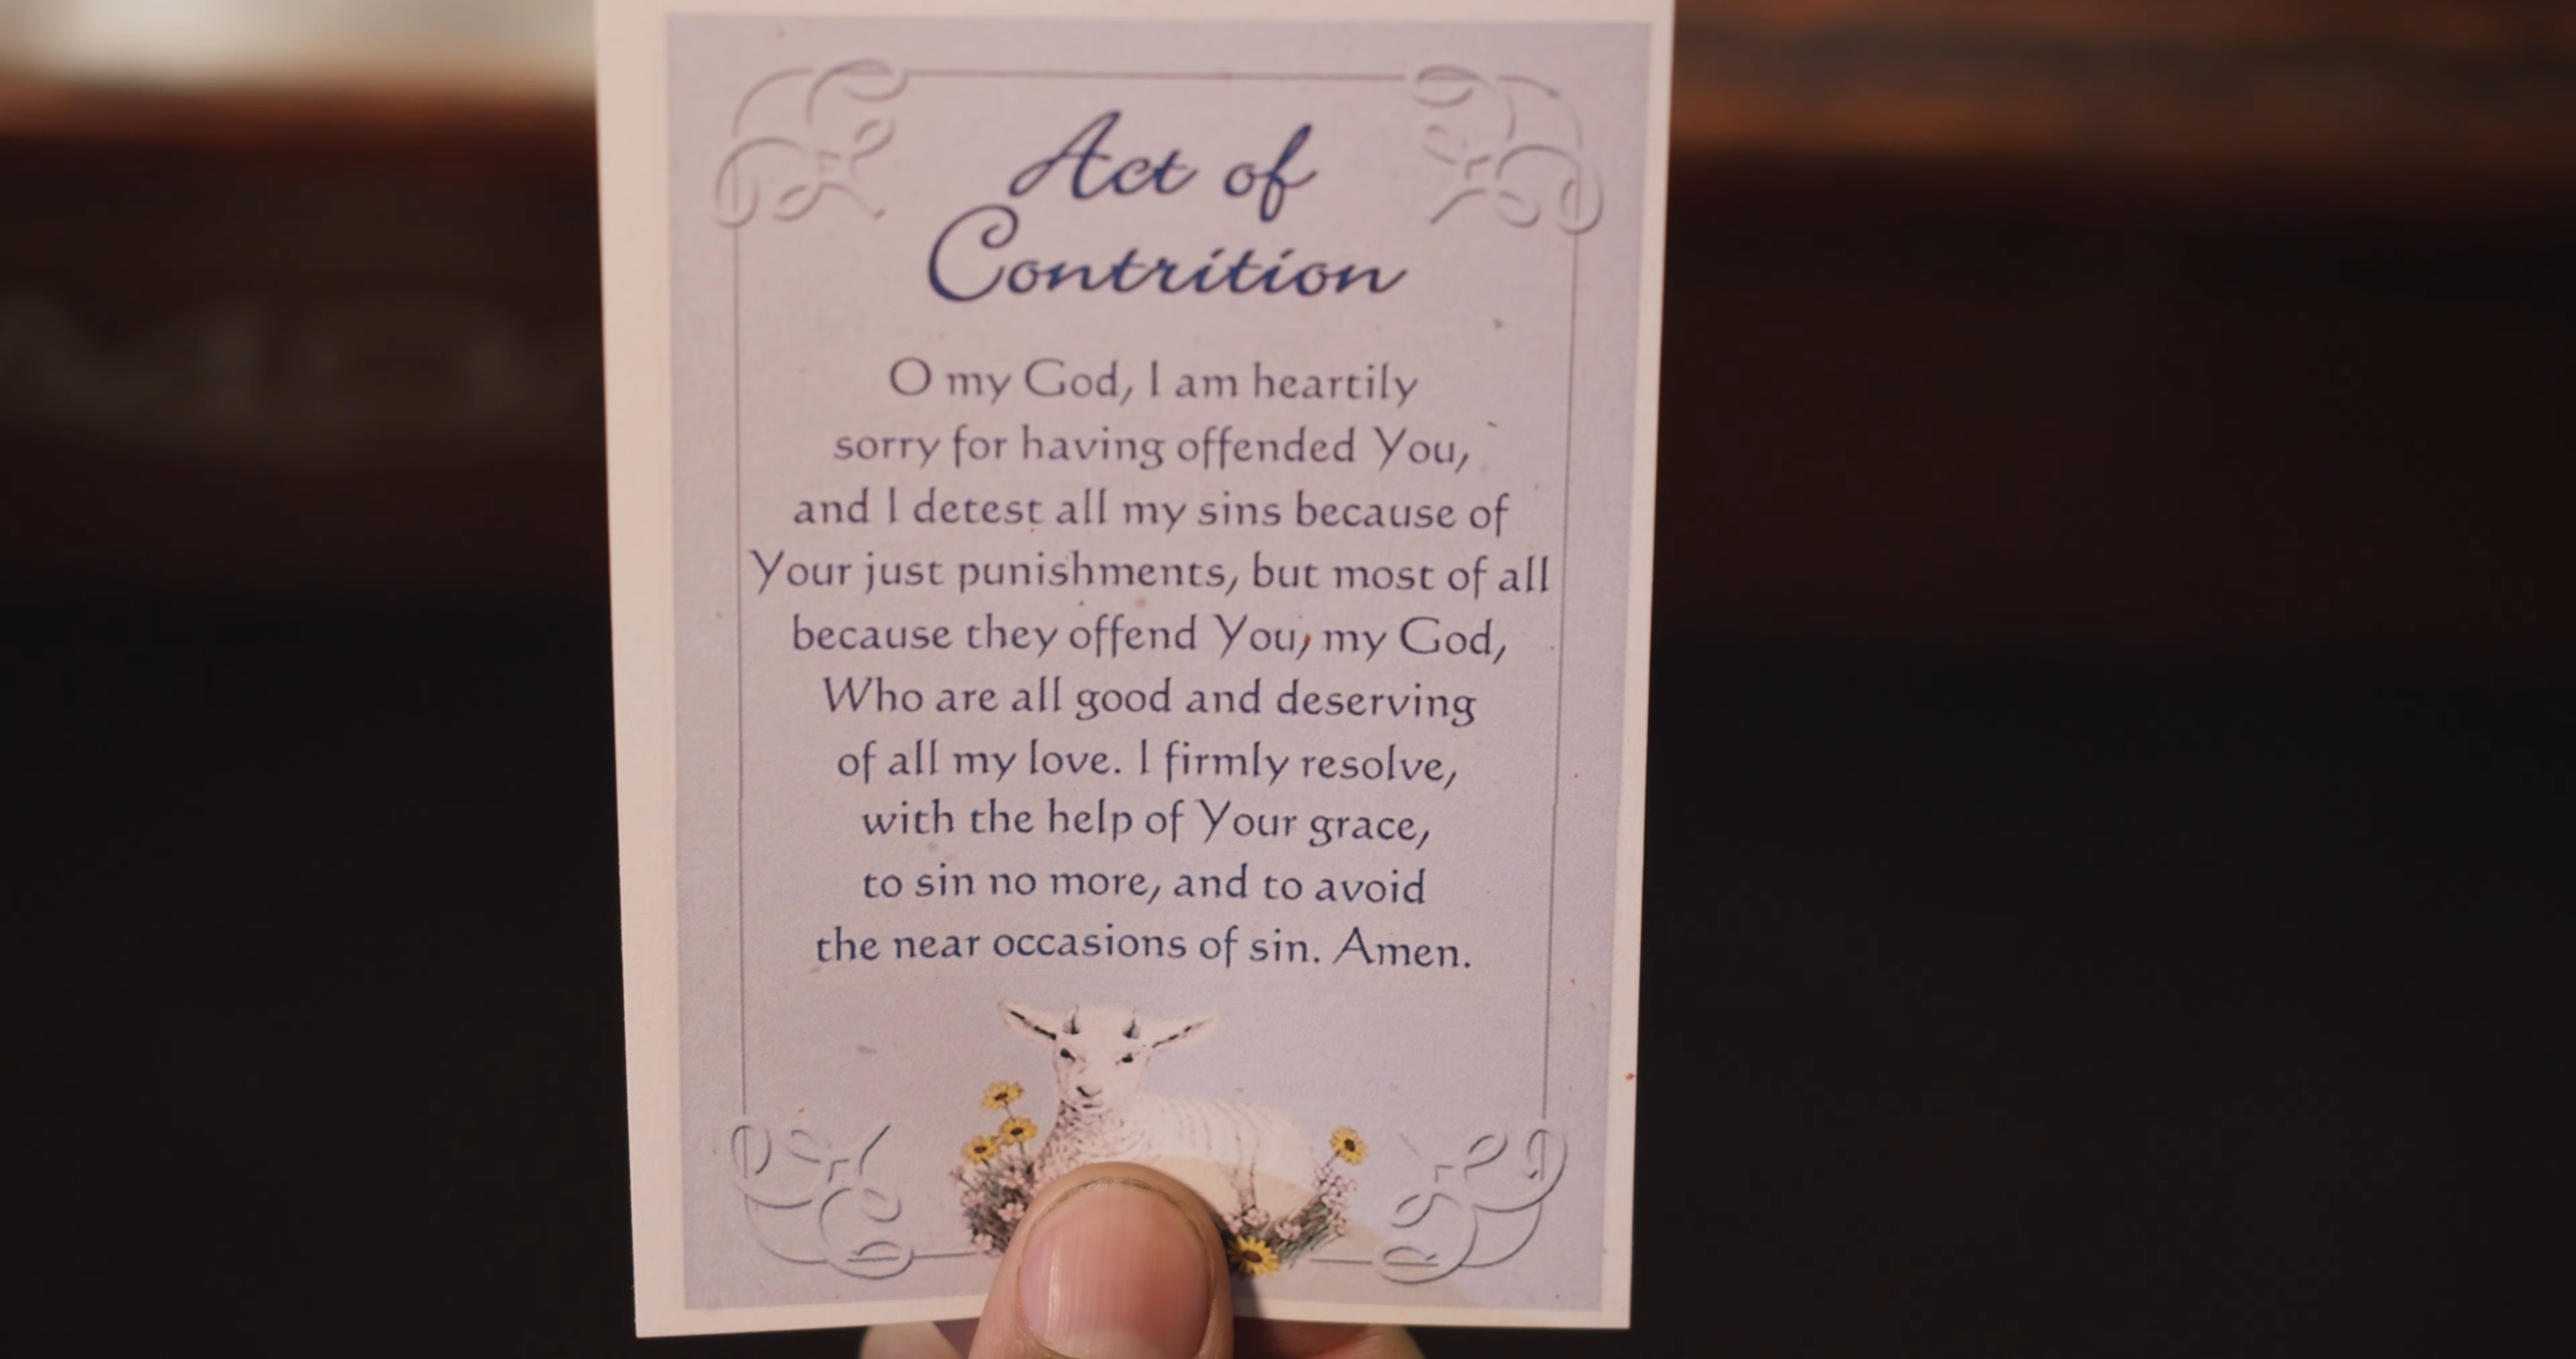 Act of
Contrition
O my God, I am heartily
sorry for having offended You,
and I detest all my sins because of
Your just punishments, but most of all
because they offend You, my God,
Who are all good and deserving
of all my love. I firmly resolve,
with the help of Your grace,
to sin no more, and to avoid
the near occasions of sin. Amen.